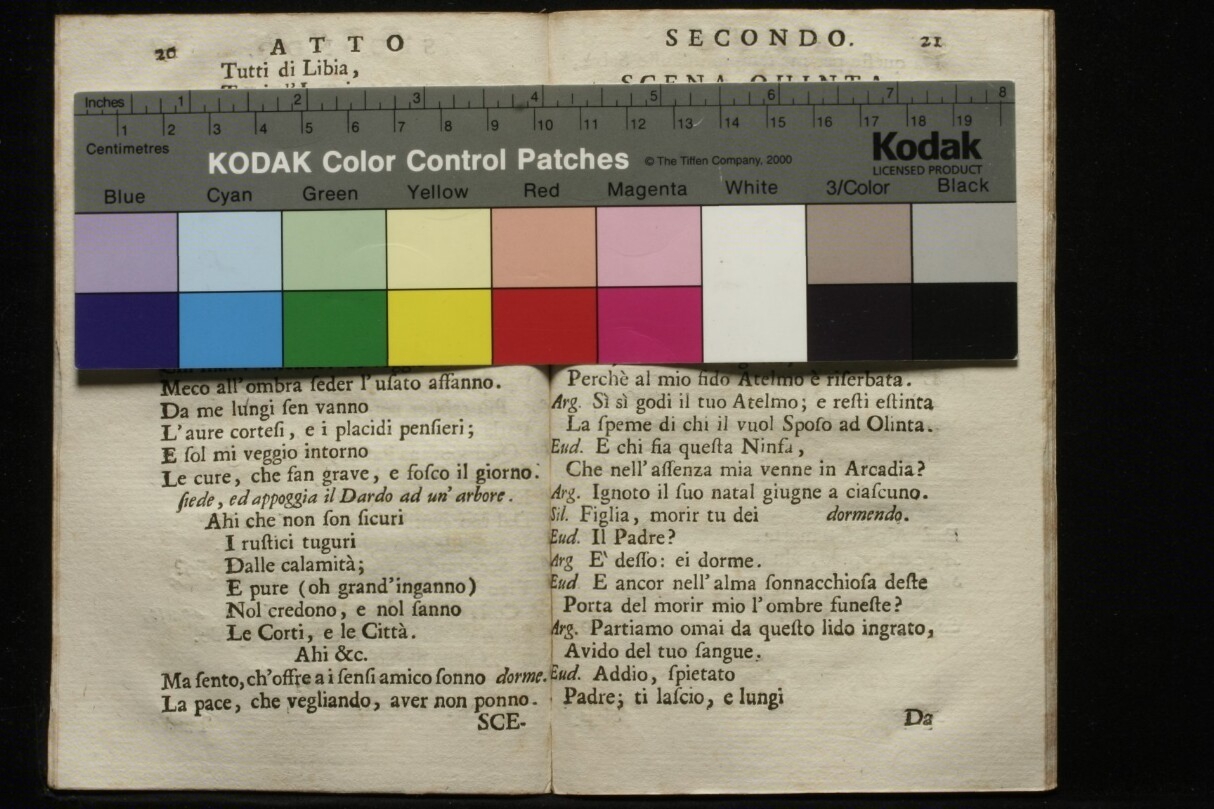 20 ATTO
Tutti di Libia,
SECONDO. 21
SCENA QUINTA
Inches 1 2 3 4 5 6 7 8
1 2 3 4 5 6 7 8 9 10 11 12 13 14 15 16 17 18 19
Centimetres
KODAK Color Control Patches © The Tiffen Company, 2000 Kodak
LICENSED PRODUCT
Blue Cyan Green Yellow Red Magenta White 3/Color Black
Meco all'ombra ſeder l'uſato affanno.
Da me lungi ſen vanno
L'aure corteſi, e i placidi penſieri;
E ſol mi veggio intorno
Le cure, che fan grave, e foſco il giorno.
ſiede, ed appoggia il Dardo ad un' arbore.
Ahi che non ſon ſicuri
I ruſtici tuguri
Dalle calamità;
E pure (oh grand'inganno)
Nol credono, e nol ſanno
Le Corti, e le Città.
Ahi &c.
Ma ſento, ch'offre a i ſenſi amico ſonno dorme.
La pace, che vegliando, aver non ponno.
SCE-
Perchè al mio fido Atelmo è riſerbata.
Arg. Sì sì godi il tuo Atelmo; e reſti eſtinta
La ſpeme di chi il vuol Spoſo ad Olinta.
Eud. E chi fia queſta Ninfa,
Che nell'aſſenza mia venne in Arcadia?
Arg. Ignoto il ſuo natal giugne a ciaſcuno.
Sil. Figlia, morir tu dei dormendo.
Eud. Il Padre?
Arg E' deſſo: ei dorme.
Eud E ancor nell'alma ſonnacchioſa deſte
Porta del morir mio l'ombre funeſte?
Arg. Partiamo omai da queſto lido ingrato,
Avido del tuo ſangue.
Eud. Addio, ſpietato
Padre; ti laſcio, e lungi
Da